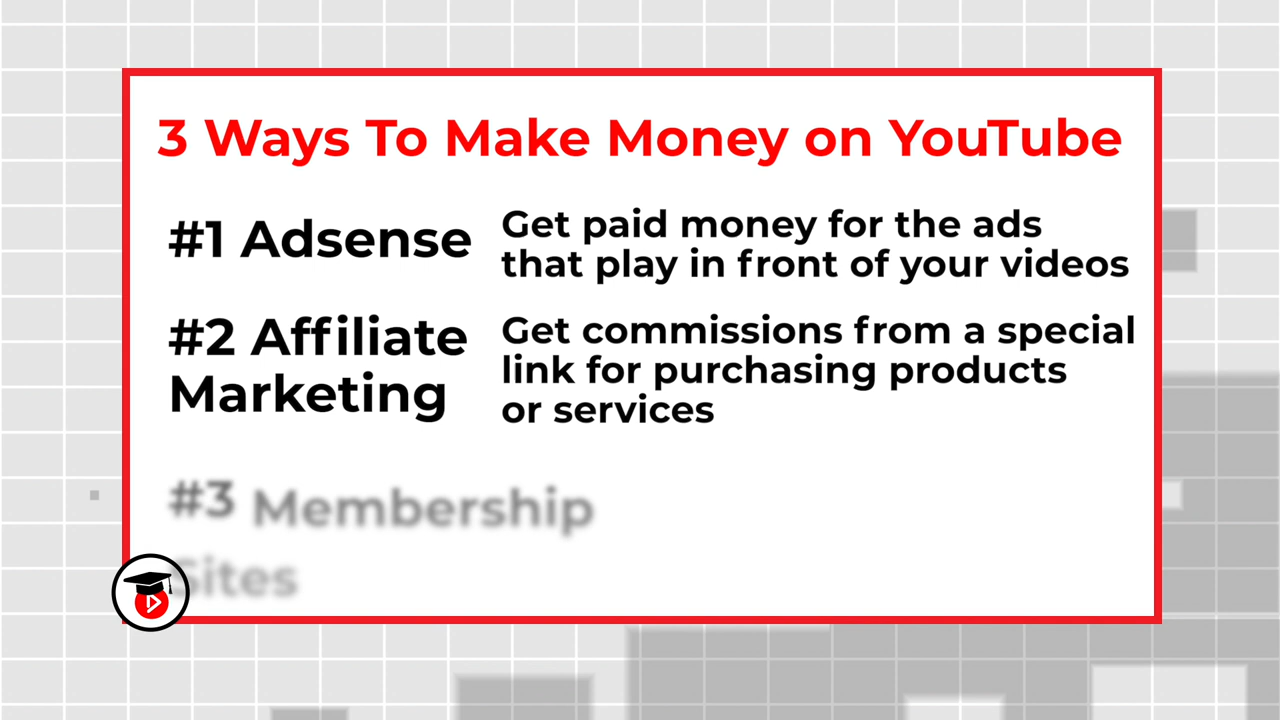 3 Ways To Make Money on YouTube
#1 Adsense
Get paid money for the ads
that play in front of your videos
#2 Affiliate
Marketing
Get commissions from a special
link for purchasing products
or services
#3 Membership
Sites